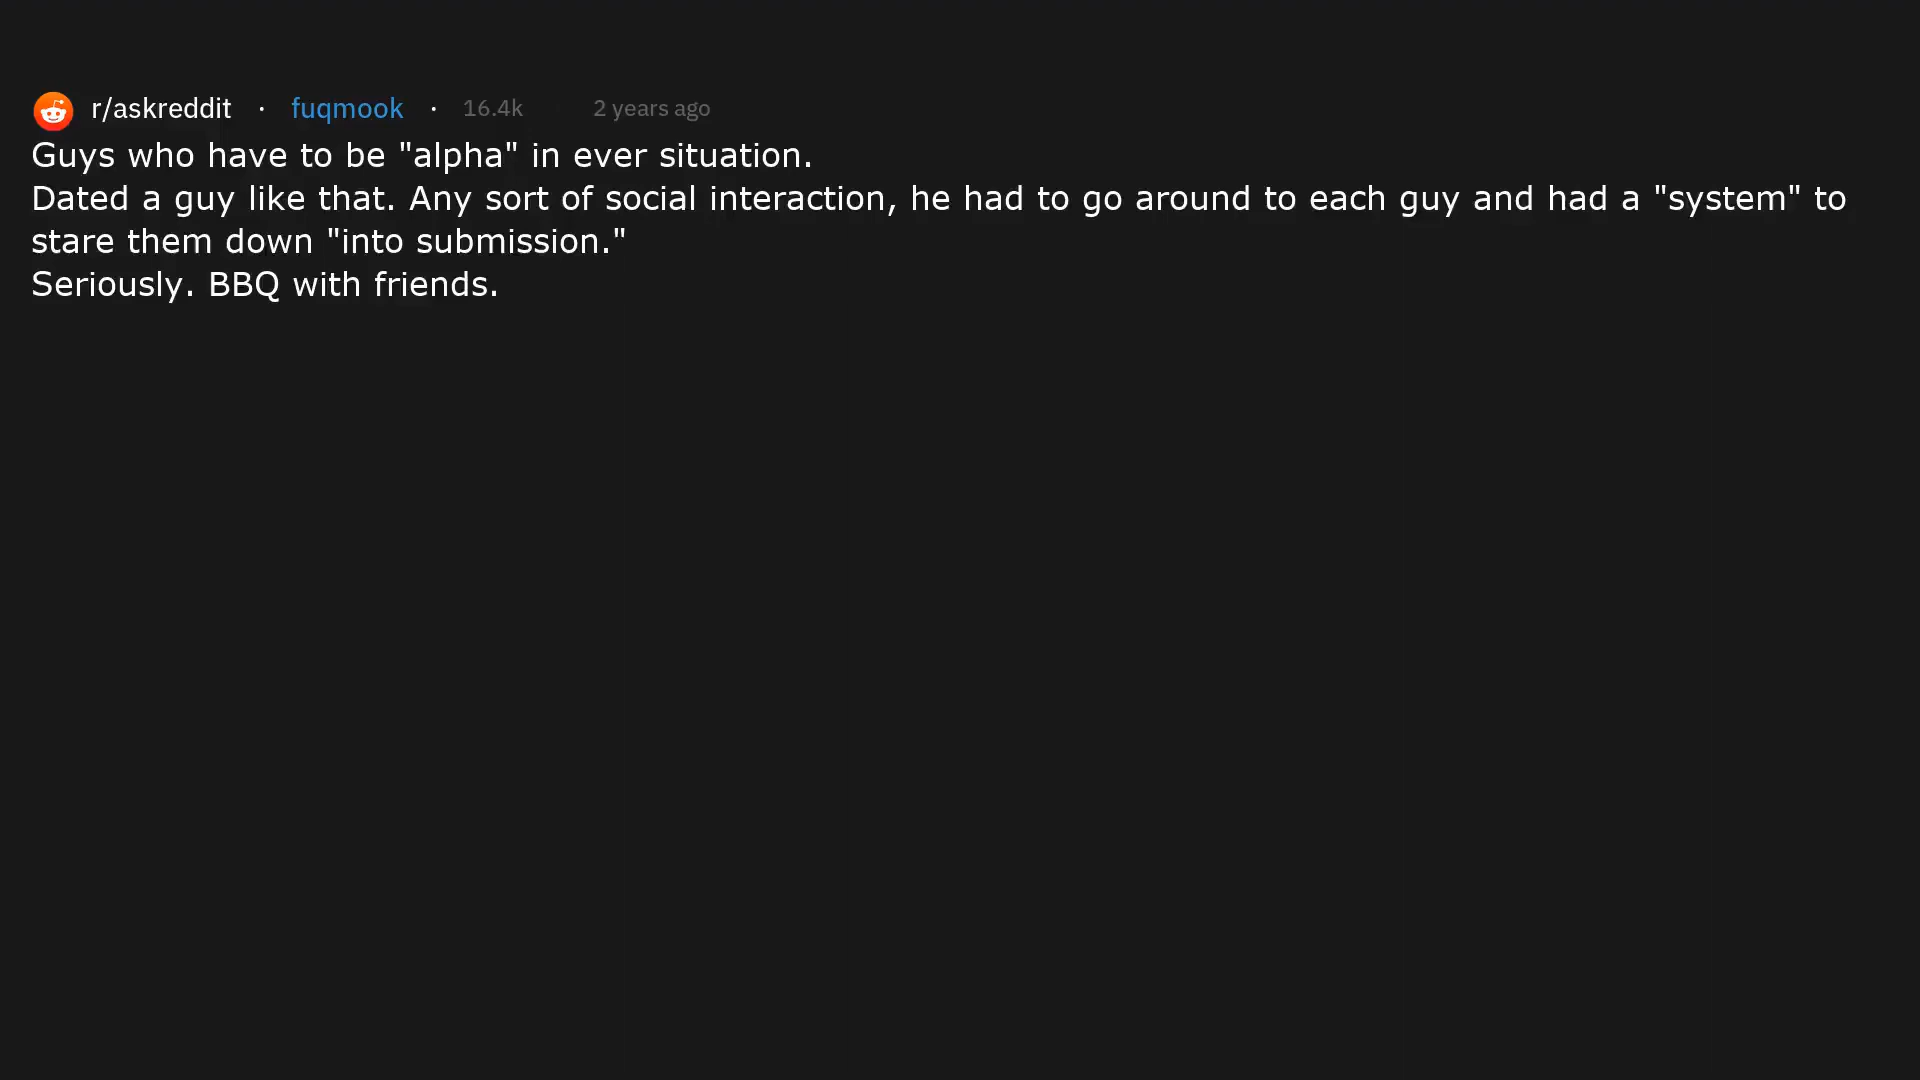 r/askreddit · fuqmook · 16.4k 2 years ago
Guys who have to be "alpha" in ever situation.
Dated a guy like that. Any sort of social interaction, he had to go around to each guy and had a "system" to
stare them down "into submission."
Seriously. BBQ with friends.